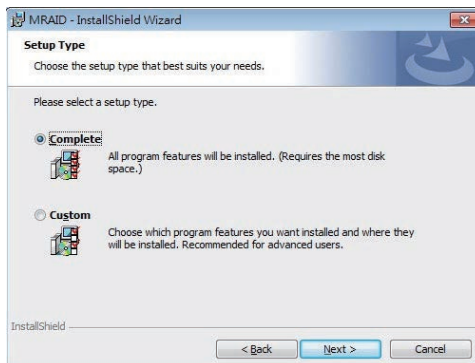 MRAID - InstallShield Wizard
Setup Type
Choose the setup type that best suits your needs.
Please select a setup type.
Complete
All program features will be installed. (Requires the most disk
space.)
Custom
Choose which program features you want installed and where they
will be installed. Recommended for advanced users.
InstallShield
< Back
Next >
Cancel